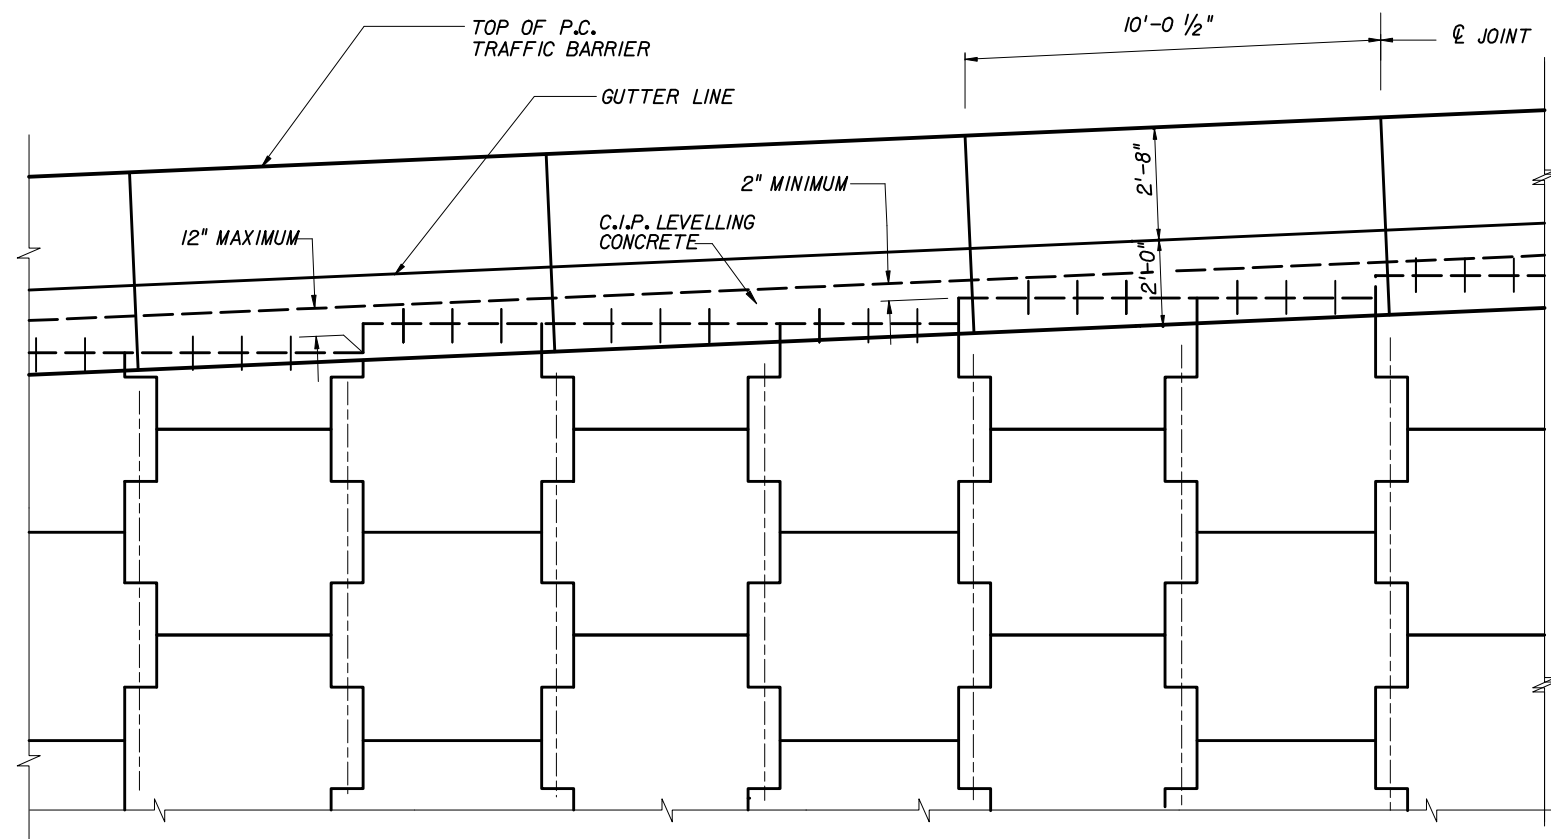 TOP OF P.C.
TRAFFIC BARRIER
10'-0 ½"
℄ JOINT
GUTTER LINE
2'-8"
2" MINIMUM
C.I.P. LEVELLING
CONCRETE
12" MAXIMUM
2'-0"